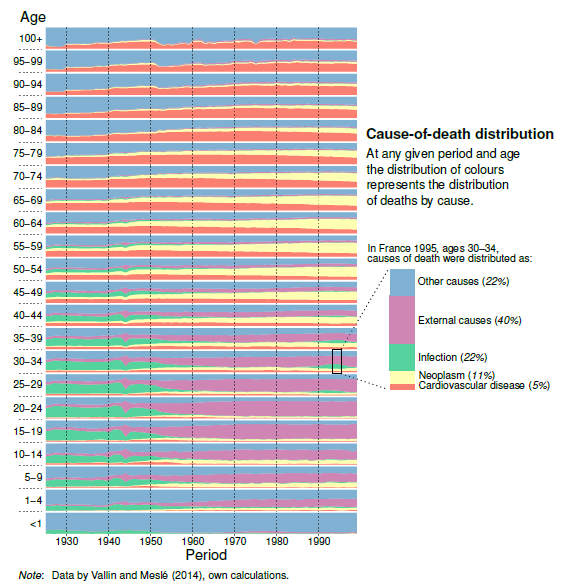 Age
100+
95–99
90–94
85–89
80–84
75–79
70–74
65–69
60–64
55–59
50–54
45–49
40–44
35–39
30–34
25–29
20–24
15–19
10–14
5–9
1–4
<1
1930 1940 1950 1960 1970 1980 1990
Period
Cause-of-death distribution
At any given period and age
the distribution of colours
represents the distribution
of deaths by cause.
In France 1995, ages 30–34,
causes of death were distributed as:
Other causes (22%)
External causes (40%)
Infection (22%)
Neoplasm (11%)
Cardiovascular disease (5%)
Note: Data by Vallin and Meslé (2014), own calculations.